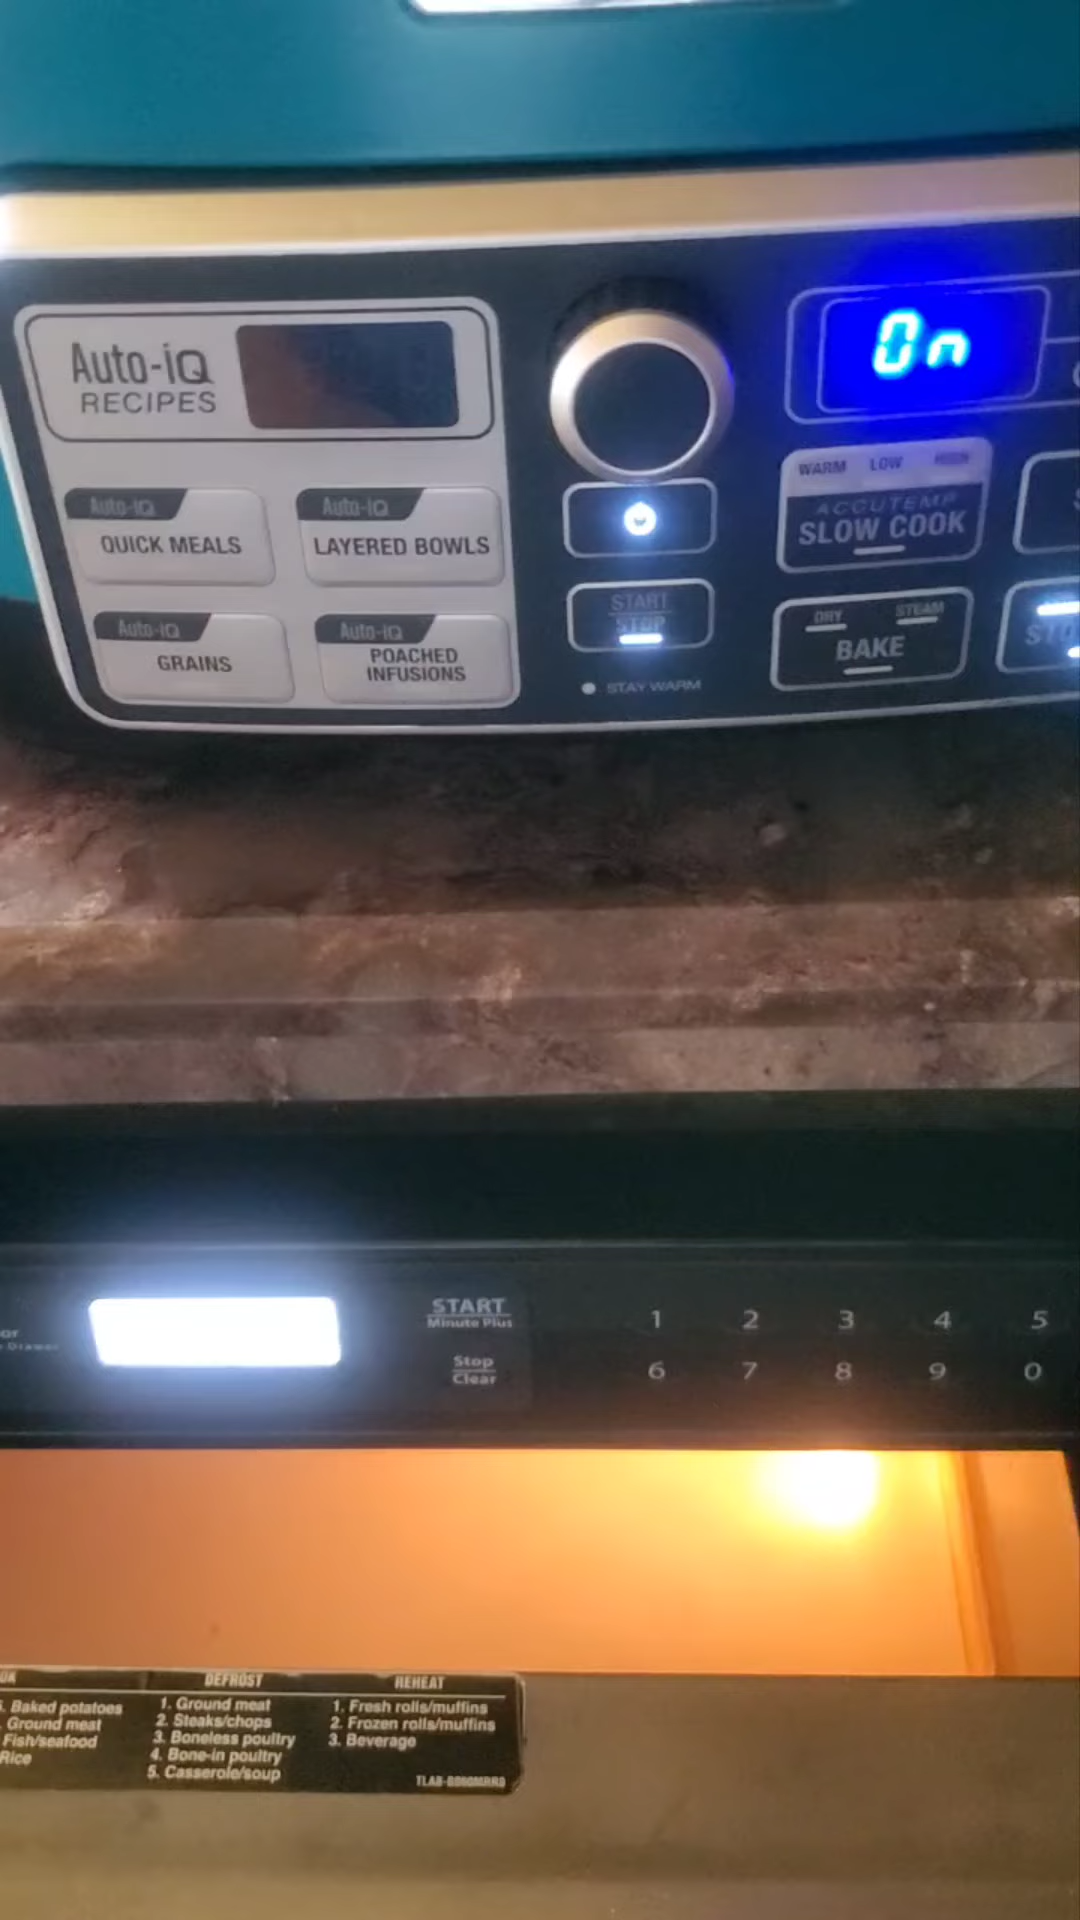 Auto-iQ
RECIPES
On
WARM LOW HIGH
ACCUTEMP
SLOW COOK
Auto-iQ
QUICK MEALS
Auto-iQ
LAYERED BOWLS
START
STOP
DRY STEAM
BAKE
Auto-iQ
GRAINS
Auto-iQ
POACHED
INFUSIONS
STAY WARM
START
Minute Plus
Stop
Clear
1 2 3 4 5
6 7 8 9 0
Baked potatoes
Ground meat
Fish/seafood
Rice
DEFROST
1. Ground meat
2. Steaks/chops
3. Boneless poultry
4. Bone-in poultry
5. Casserole/soup
REHEAT
1. Fresh rolls/muffins
2. Frozen rolls/muffins
3. Beverage